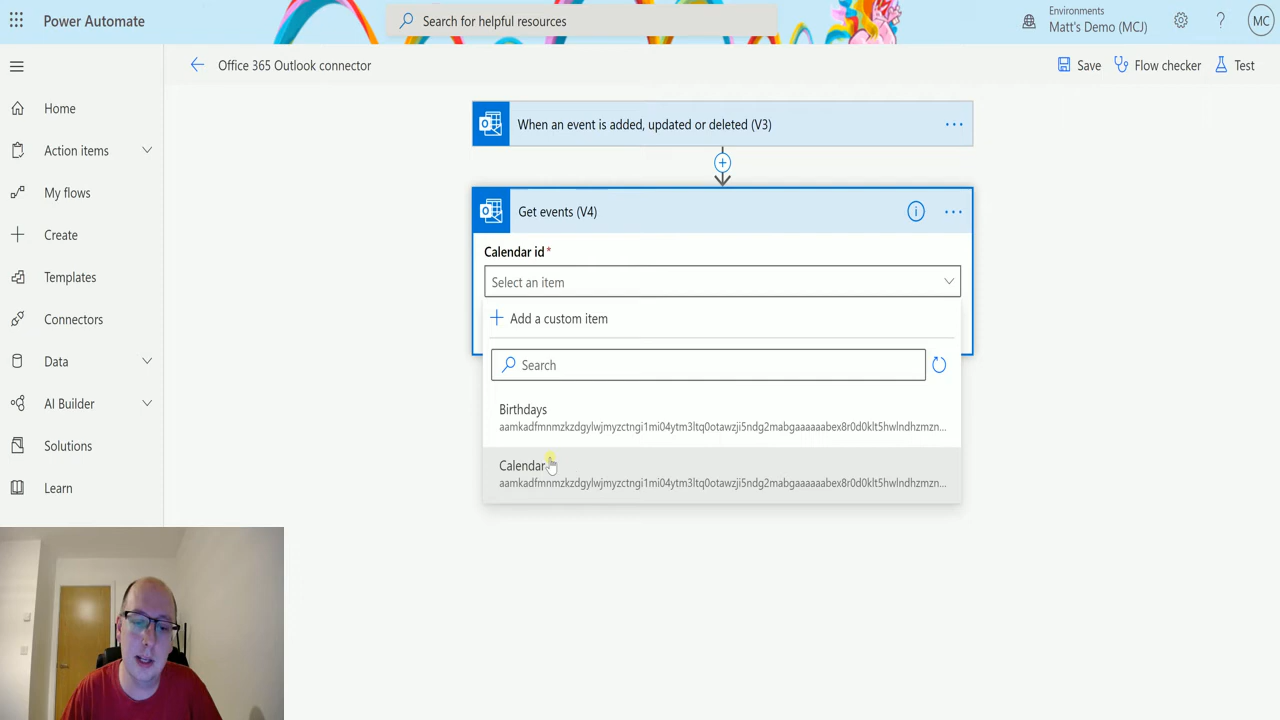 Power Automate
Search for helpful resources
Environments
Matt's Demo (MCJ)
?
MC
Office 365 Outlook connector
Save
Flow checker
Test
Home
Action items
My flows
Create
Templates
Connectors
Data
AI Builder
Solutions
Learn
When an event is added, updated or deleted (V3)
Get events (V4)
Calendar id*
Select an item
Add a custom item
Search
Birthdays
aamkadfmnmzkzdgylwjmyzctngi1mi04ytm3ltq0otawzji5ndg2mabgaaaaaabex8r0d0klt5hwlndhzmzn...
Calendar
aamkadfmnmzkzdgylwjmyzctngi1mi04ytm3ltq0otawzji5ndg2mabgaaaaaabex8r0d0klt5hwlndhzmzn...